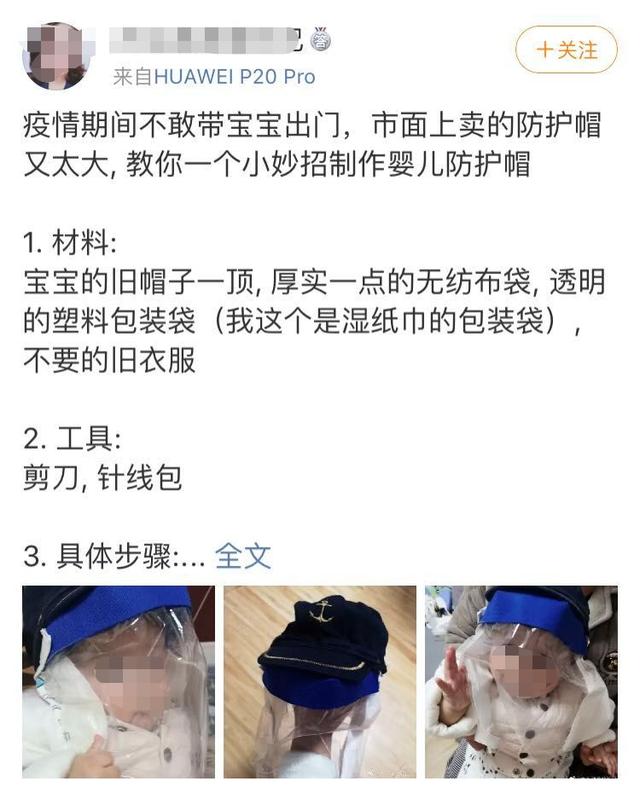 答
+关注
来自HUAWEI P20 Pro
疫情期间不敢带宝宝出门，市面上卖的防护帽
又太大, 教你一个小妙招制作婴儿防护帽
1. 材料:
宝宝的旧帽子一顶, 厚实一点的无纺布袋, 透明
的塑料包装袋（我这个是湿纸巾的包装袋）,
不要的旧衣服
2. 工具:
剪刀, 针线包
3. 具体步骤:... 全文